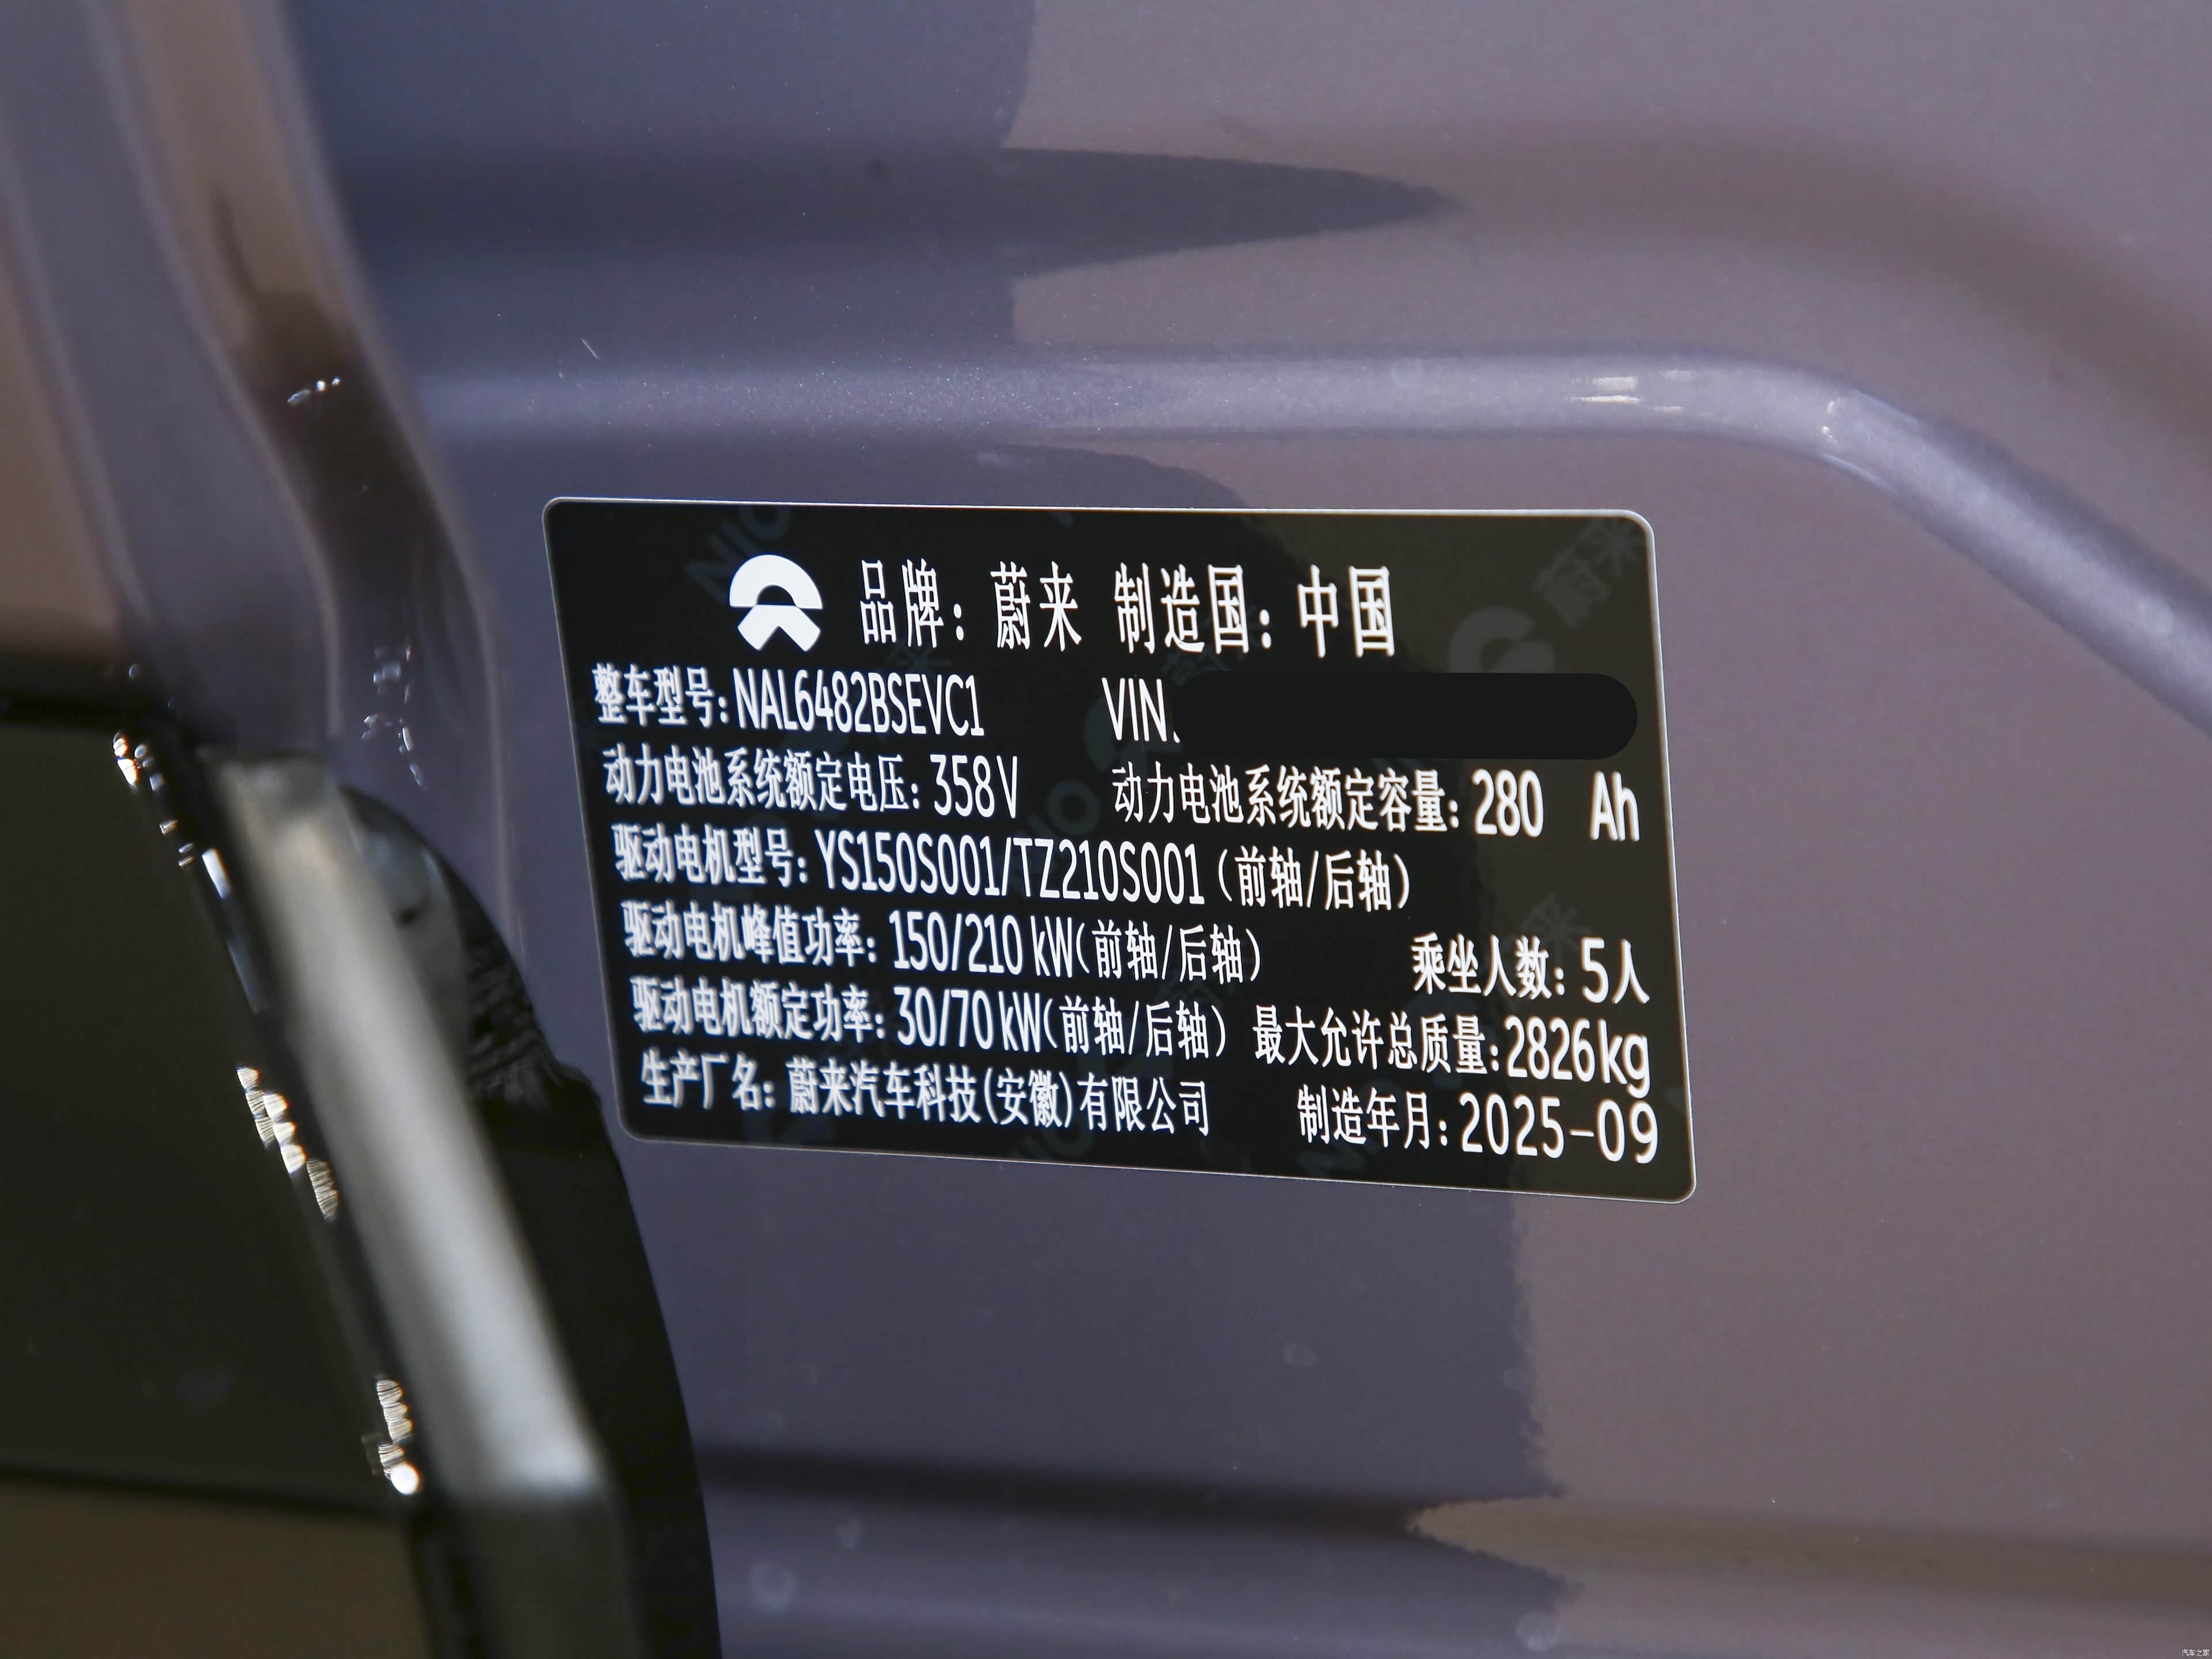 品牌：蔚来 制造国：中国
整车型号：NAL6482BSEVC1 VIN
动力电池系统额定电压：358V 动力电池系统额定容量：280 Ah
驱动电机型号：YS150S001/TZ210S001（前轴/后轴）
驱动电机峰值功率：150/210 kW(前轴/后轴) 乘坐人数：5人
驱动电机额定功率：30/70 kW(前轴/后轴) 最大允许总质量：2826kg
生产厂名：蔚来汽车科技(安徽)有限公司 制造年月：2025-09
汽车之家